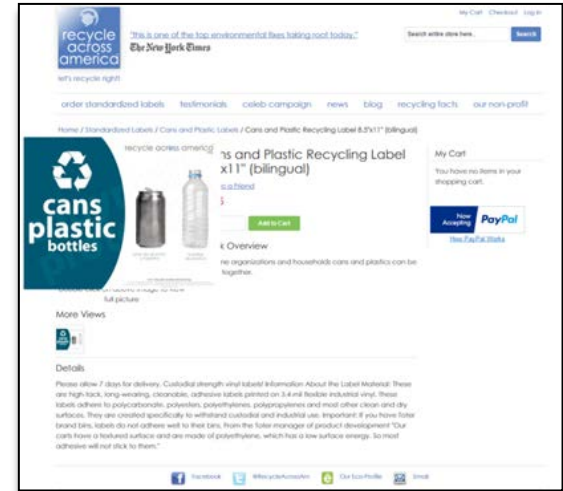 My Cart Checkout Log In
recycle
across
america
let's recycle right!
"this is one of the top environmental fixes taking root today."
The New York Times
Search entire store here...
Search
order standardized labels testimonials celeb campaign news blog recycling facts our non-profit
Home / Standardized Labels / Cans and Plastic Labels / Cans and Plastic Recycling Label 8.5"x11" (bilingual)
recycle across america
cans
plastic
bottles
ns and Plastic Recycling Label
x11" (bilingual)
to a Friend
Add to Cart
k Overview
me organizations and households cans and plastics can be
together.
Double click on above image to view
full picture
More Views
My Cart
You have no items in your
shopping cart.
Now
Accepting
PayPal
How PayPal Works
Details
Please allow 7 days for delivery. Custodial strength vinyl labels! Information About the Label Material: These
are high tack, long-wearing, cleanable, adhesive labels printed on 3.4 mil flexible industrial vinyl. These
labels adhere to polycarbonate, polyesters, polyethylenes, polypropylenes and most other clean and dry
surfaces. They are created specifically to withstand custodial and industrial use. Important: If you have Toter
brand bins, labels do not adhere well to their bins. From the Toter manager of product development "Our
carts have a textured surface and are made of polyethylene, which has a low surface energy. So most
adhesive will not stick to them."
Facebook @RecycleAcrossAm Our Eco-Profile Email